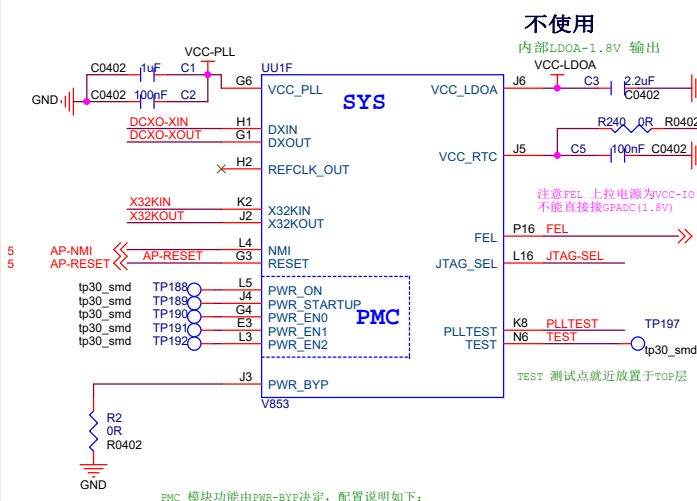 不使用
内部LDOA-1.8V 输出
VCC-PLL
VCC-LDOA
C0402 1uF C1
UU1F
J6 C3 2.2uF
G6 VCC_PLL
VCC_LDOA
C0402
GND
C0402 100nF C2
SYS
DCXO-XIN H1 DXIN
R240 0R R0402
DCXO-XOUT G1 DXOUT
VCC_RTC J5 C5 100nF C0402
H2 REFCLK_OUT
注意FEL 上拉电源为VCC-IO
不能直接接GPADC(1.8V)
X32KIN K2 X32KIN
X32KOUT J2 X32KOUT
FEL P16 FEL
5 AP-NMI L4 NMI
5 AP-RESET AP-RESET G3 RESET
JTAG_SEL L16 JTAG-SEL
tp30_smd TP188 L5 PWR_ON
tp30_smd TP189 J4 PWR_STARTUP
tp30_smd TP190 G4 PWR_EN0
PMC
tp30_smd TP191 E3 PWR_EN1
PLLTEST K8 PLLTEST TP197
tp30_smd TP192 L3 PWR_EN2
TEST N6 TEST
tp30_smd
J3 PWR_BYP
TEST 测试点就近放置于TOP层
V853
R2
0R
R0402
GND
PMC 模块功能由PWR-BYP决定，配置说明如下：